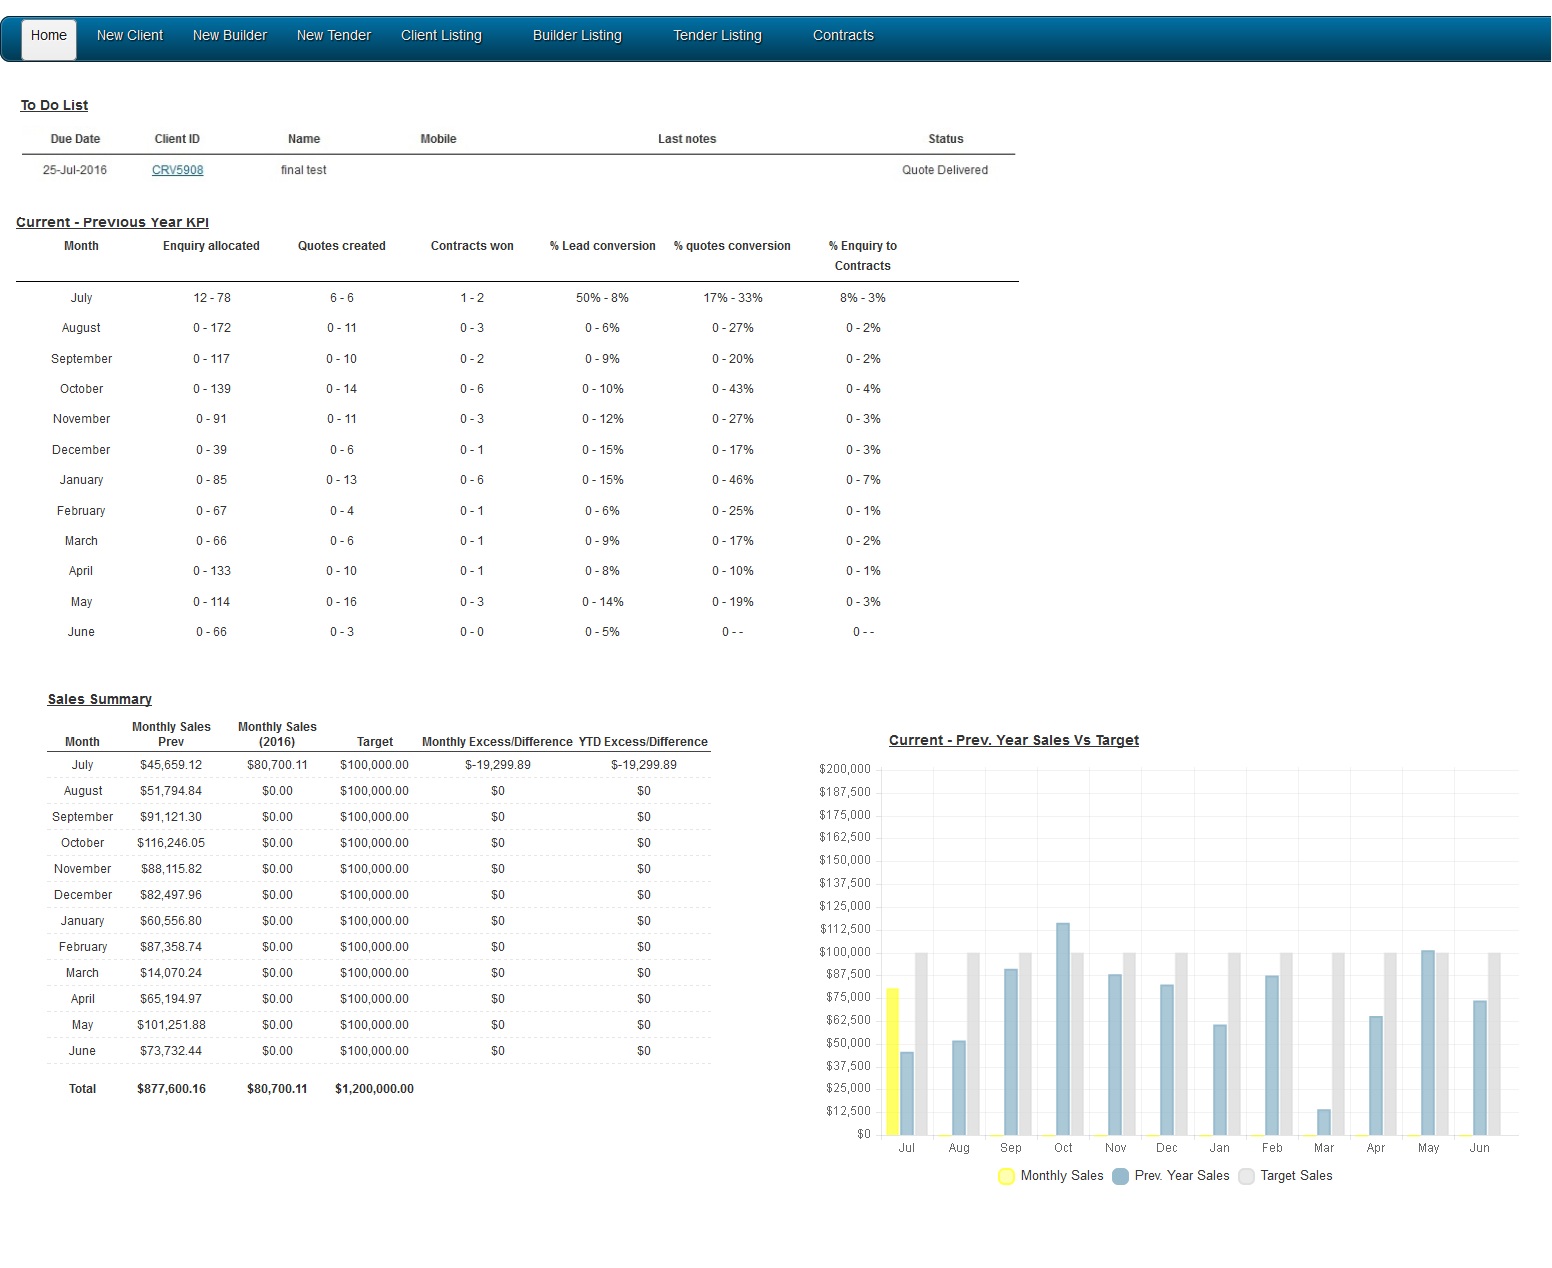 Home New Client New Builder New Tender Client Listing Builder Listing Tender Listing Contracts
To Do List
Due Date Client ID Name Mobile Last notes Status
25-Jul-2016 CRV5908 final test Quote Delivered
Current - Previous Year KPI
Month Enquiry allocated Quotes created Contracts won % Lead conversion % quotes conversion % Enquiry to
Contracts
July 12 - 78 6 - 6 1 - 2 50% - 8% 17% - 33% 8% - 3%
August 0 - 172 0 - 11 0 - 3 0 - 6% 0 - 27% 0 - 2%
September 0 - 117 0 - 10 0 - 2 0 - 9% 0 - 20% 0 - 2%
October 0 - 139 0 - 14 0 - 6 0 - 10% 0 - 43% 0 - 4%
November 0 - 91 0 - 11 0 - 3 0 - 12% 0 - 27% 0 - 3%
December 0 - 39 0 - 6 0 - 1 0 - 15% 0 - 17% 0 - 3%
January 0 - 85 0 - 13 0 - 6 0 - 15% 0 - 46% 0 - 7%
February 0 - 67 0 - 4 0 - 1 0 - 6% 0 - 25% 0 - 1%
March 0 - 66 0 - 6 0 - 1 0 - 9% 0 - 17% 0 - 2%
April 0 - 133 0 - 10 0 - 1 0 - 8% 0 - 10% 0 - 1%
May 0 - 114 0 - 16 0 - 3 0 - 14% 0 - 19% 0 - 3%
June 0 - 66 0 - 3 0 - 0 0 - 5% 0 - - 0 - -
Sales Summary
Monthly Sales Monthly Sales
Month Prev (2016) Target Monthly Excess/Difference YTD Excess/Difference
July $45,659.12 $80,700.11 $100,000.00 $-19,299.89 $-19,299.89
August $51,794.84 $0.00 $100,000.00 $0 $0
September $91,121.30 $0.00 $100,000.00 $0 $0
October $116,246.05 $0.00 $100,000.00 $0 $0
November $88,115.82 $0.00 $100,000.00 $0 $0
December $82,497.96 $0.00 $100,000.00 $0 $0
January $60,556.80 $0.00 $100,000.00 $0 $0
February $87,358.74 $0.00 $100,000.00 $0 $0
March $14,070.24 $0.00 $100,000.00 $0 $0
April $65,194.97 $0.00 $100,000.00 $0 $0
May $101,251.88 $0.00 $100,000.00 $0 $0
June $73,732.44 $0.00 $100,000.00 $0 $0
Total $877,600.16 $80,700.11 $1,200,000.00
Current - Prev. Year Sales Vs Target
$200,000
$187,500
$175,000
$162,500
$150,000
$137,500
$125,000
$112,500
$100,000
$87,500
$75,000
$62,500
$50,000
$37,500
$25,000
$12,500
$0
Jul Aug Sep Oct Nov Dec Jan Feb Mar Apr May Jun
Monthly Sales Prev. Year Sales Target Sales